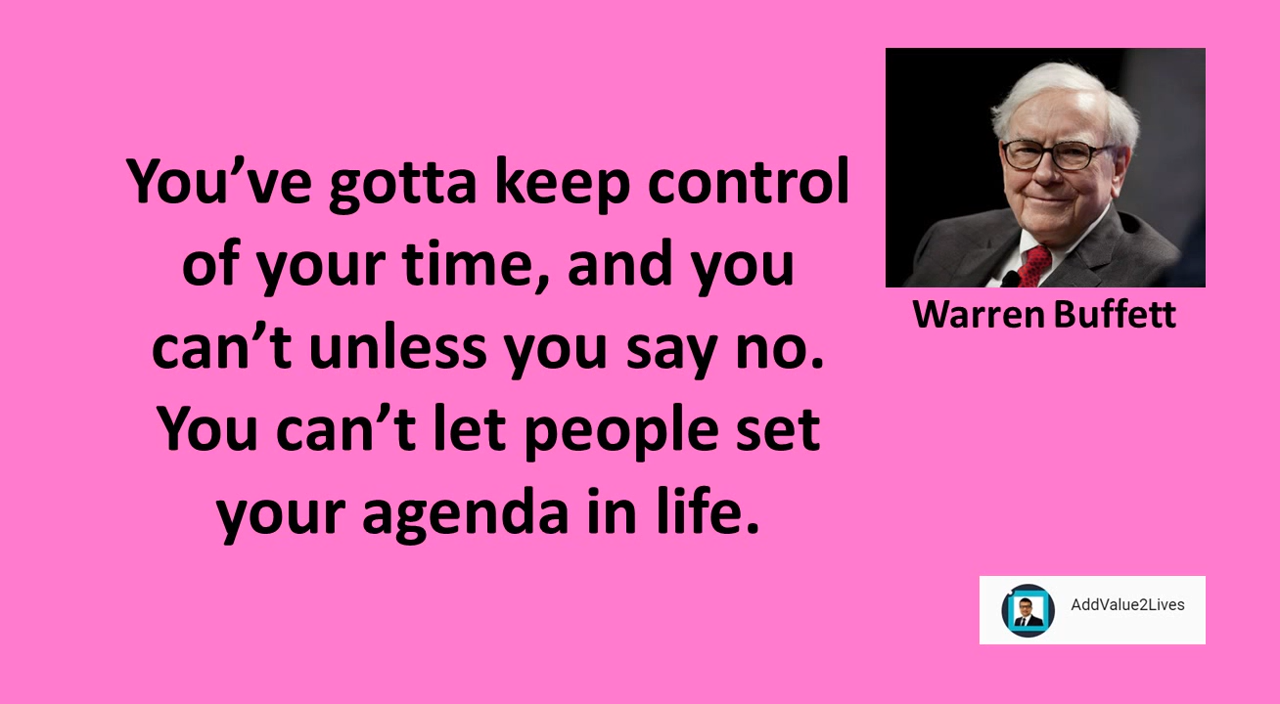 You’ve gotta keep control
of your time, and you
can’t unless you say no.
You can’t let people set
your agenda in life.
Warren Buffett
AddValue2Lives